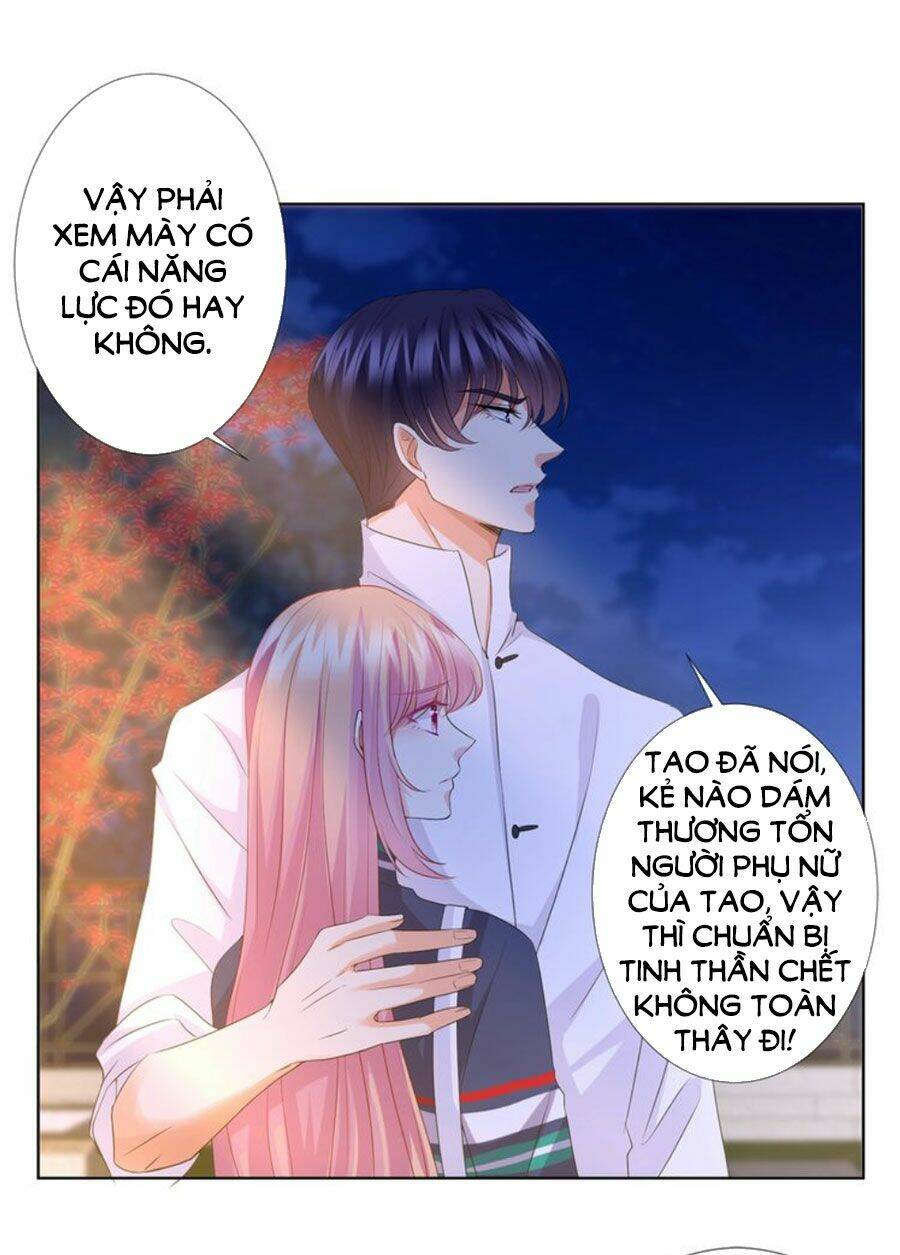 VẬY PHẢI
XEM MÀY CÓ
CÁI NĂNG
LỰC ĐÓ HAY
KHÔNG.
TAO ĐÃ NÓI,
KẺ NÀO DÁM
THƯƠNG TỔN
NGƯỜI PHỤ NỮ
CỦA TAO, VẬY
THÌ CHUẨN BỊ
TINH THẦN CHẾT
KHÔNG TOÀN
THÂY ĐI!